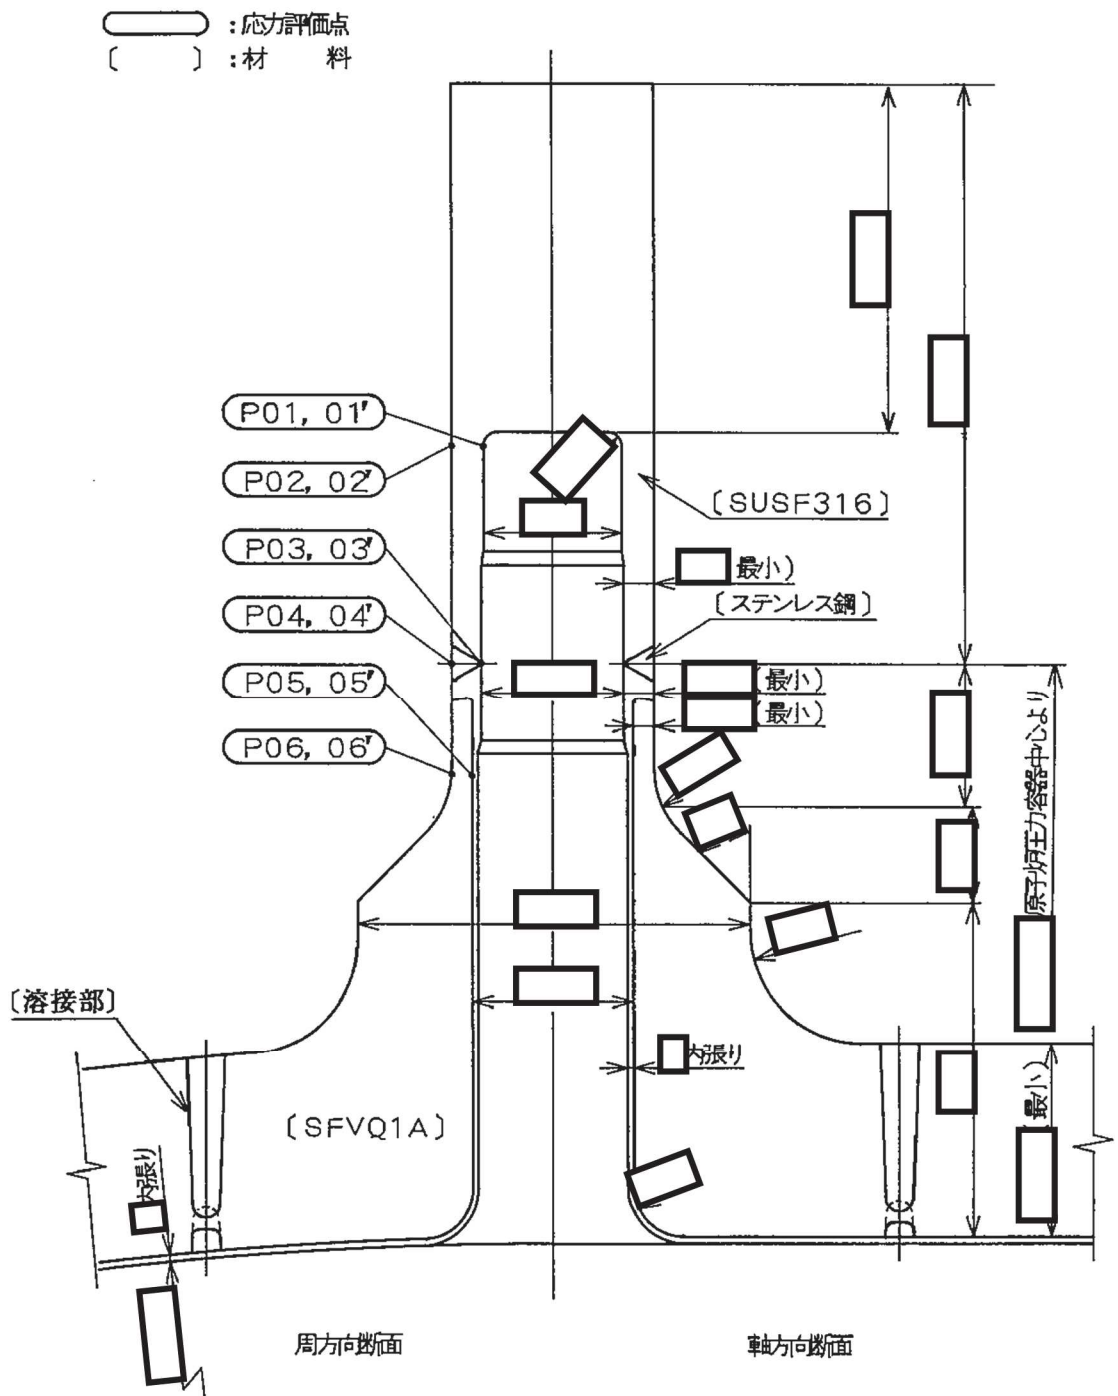 ：応力評価点
〔　　〕：材　料
P01, 01'
P02, 02'
〔SUSF316〕
P03, 03'
最小）
P04, 04'
〔ステンレス鋼〕
P05, 05'
（最小）
（最小）
P06, 06'
（原子炉圧力容器中心より
〔溶接部〕
内張り
（最小）
〔SFVQ1A〕
内張り
周方向断面
軸方向断面